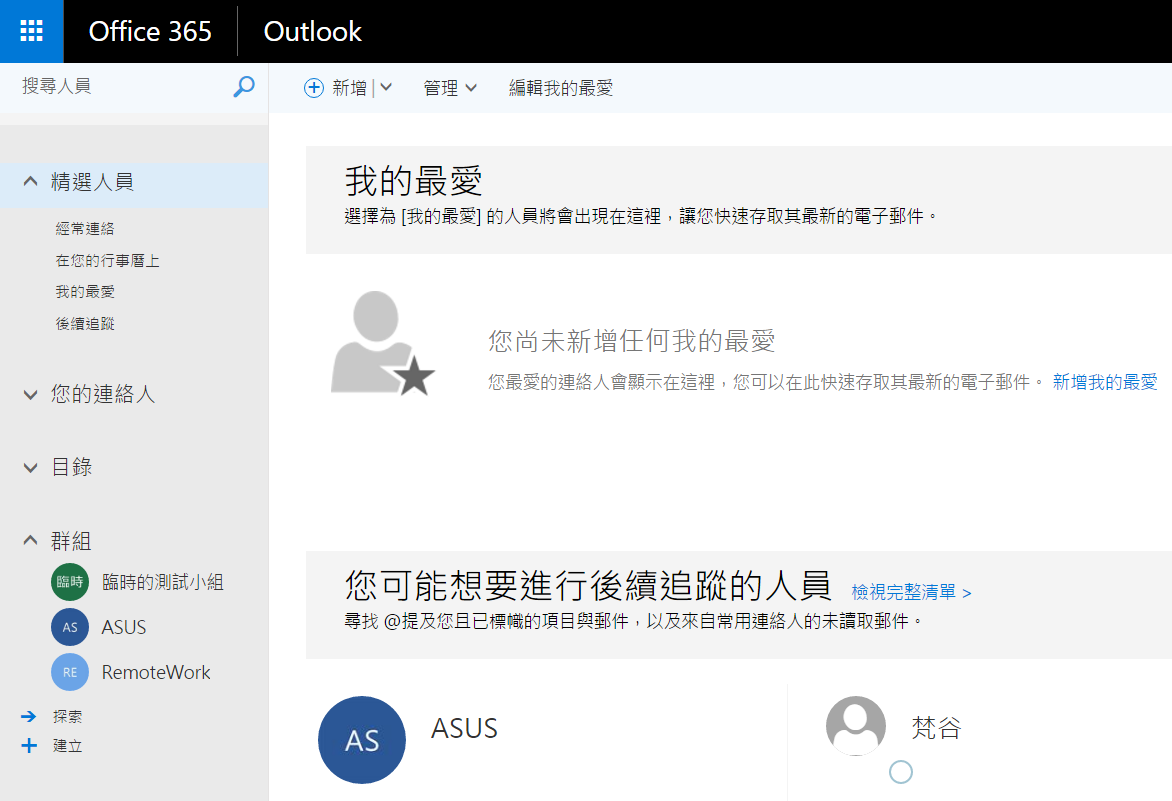 Office 365
Outlook
搜尋人員
新增
管理
編輯我的最愛
精選人員
經常連絡
在您的行事曆上
我的最愛
後續追蹤
您的連絡人
目錄
群組
臨時 臨時的測試小組
AS ASUS
RE RemoteWork
探索
建立
我的最愛
選擇為 [我的最愛] 的人員將會出現在這裡，讓您快速存取其最新的電子郵件。
您尚未新增任何我的最愛
您最愛的連絡人會顯示在這裡，您可以在此快速存取其最新的電子郵件。 新增我的最愛
您可能想要進行後續追蹤的人員 檢視完整清單 >
尋找 @提及您且已標幟的項目與郵件，以及來自常用連絡人的未讀取郵件。
AS ASUS
梵谷